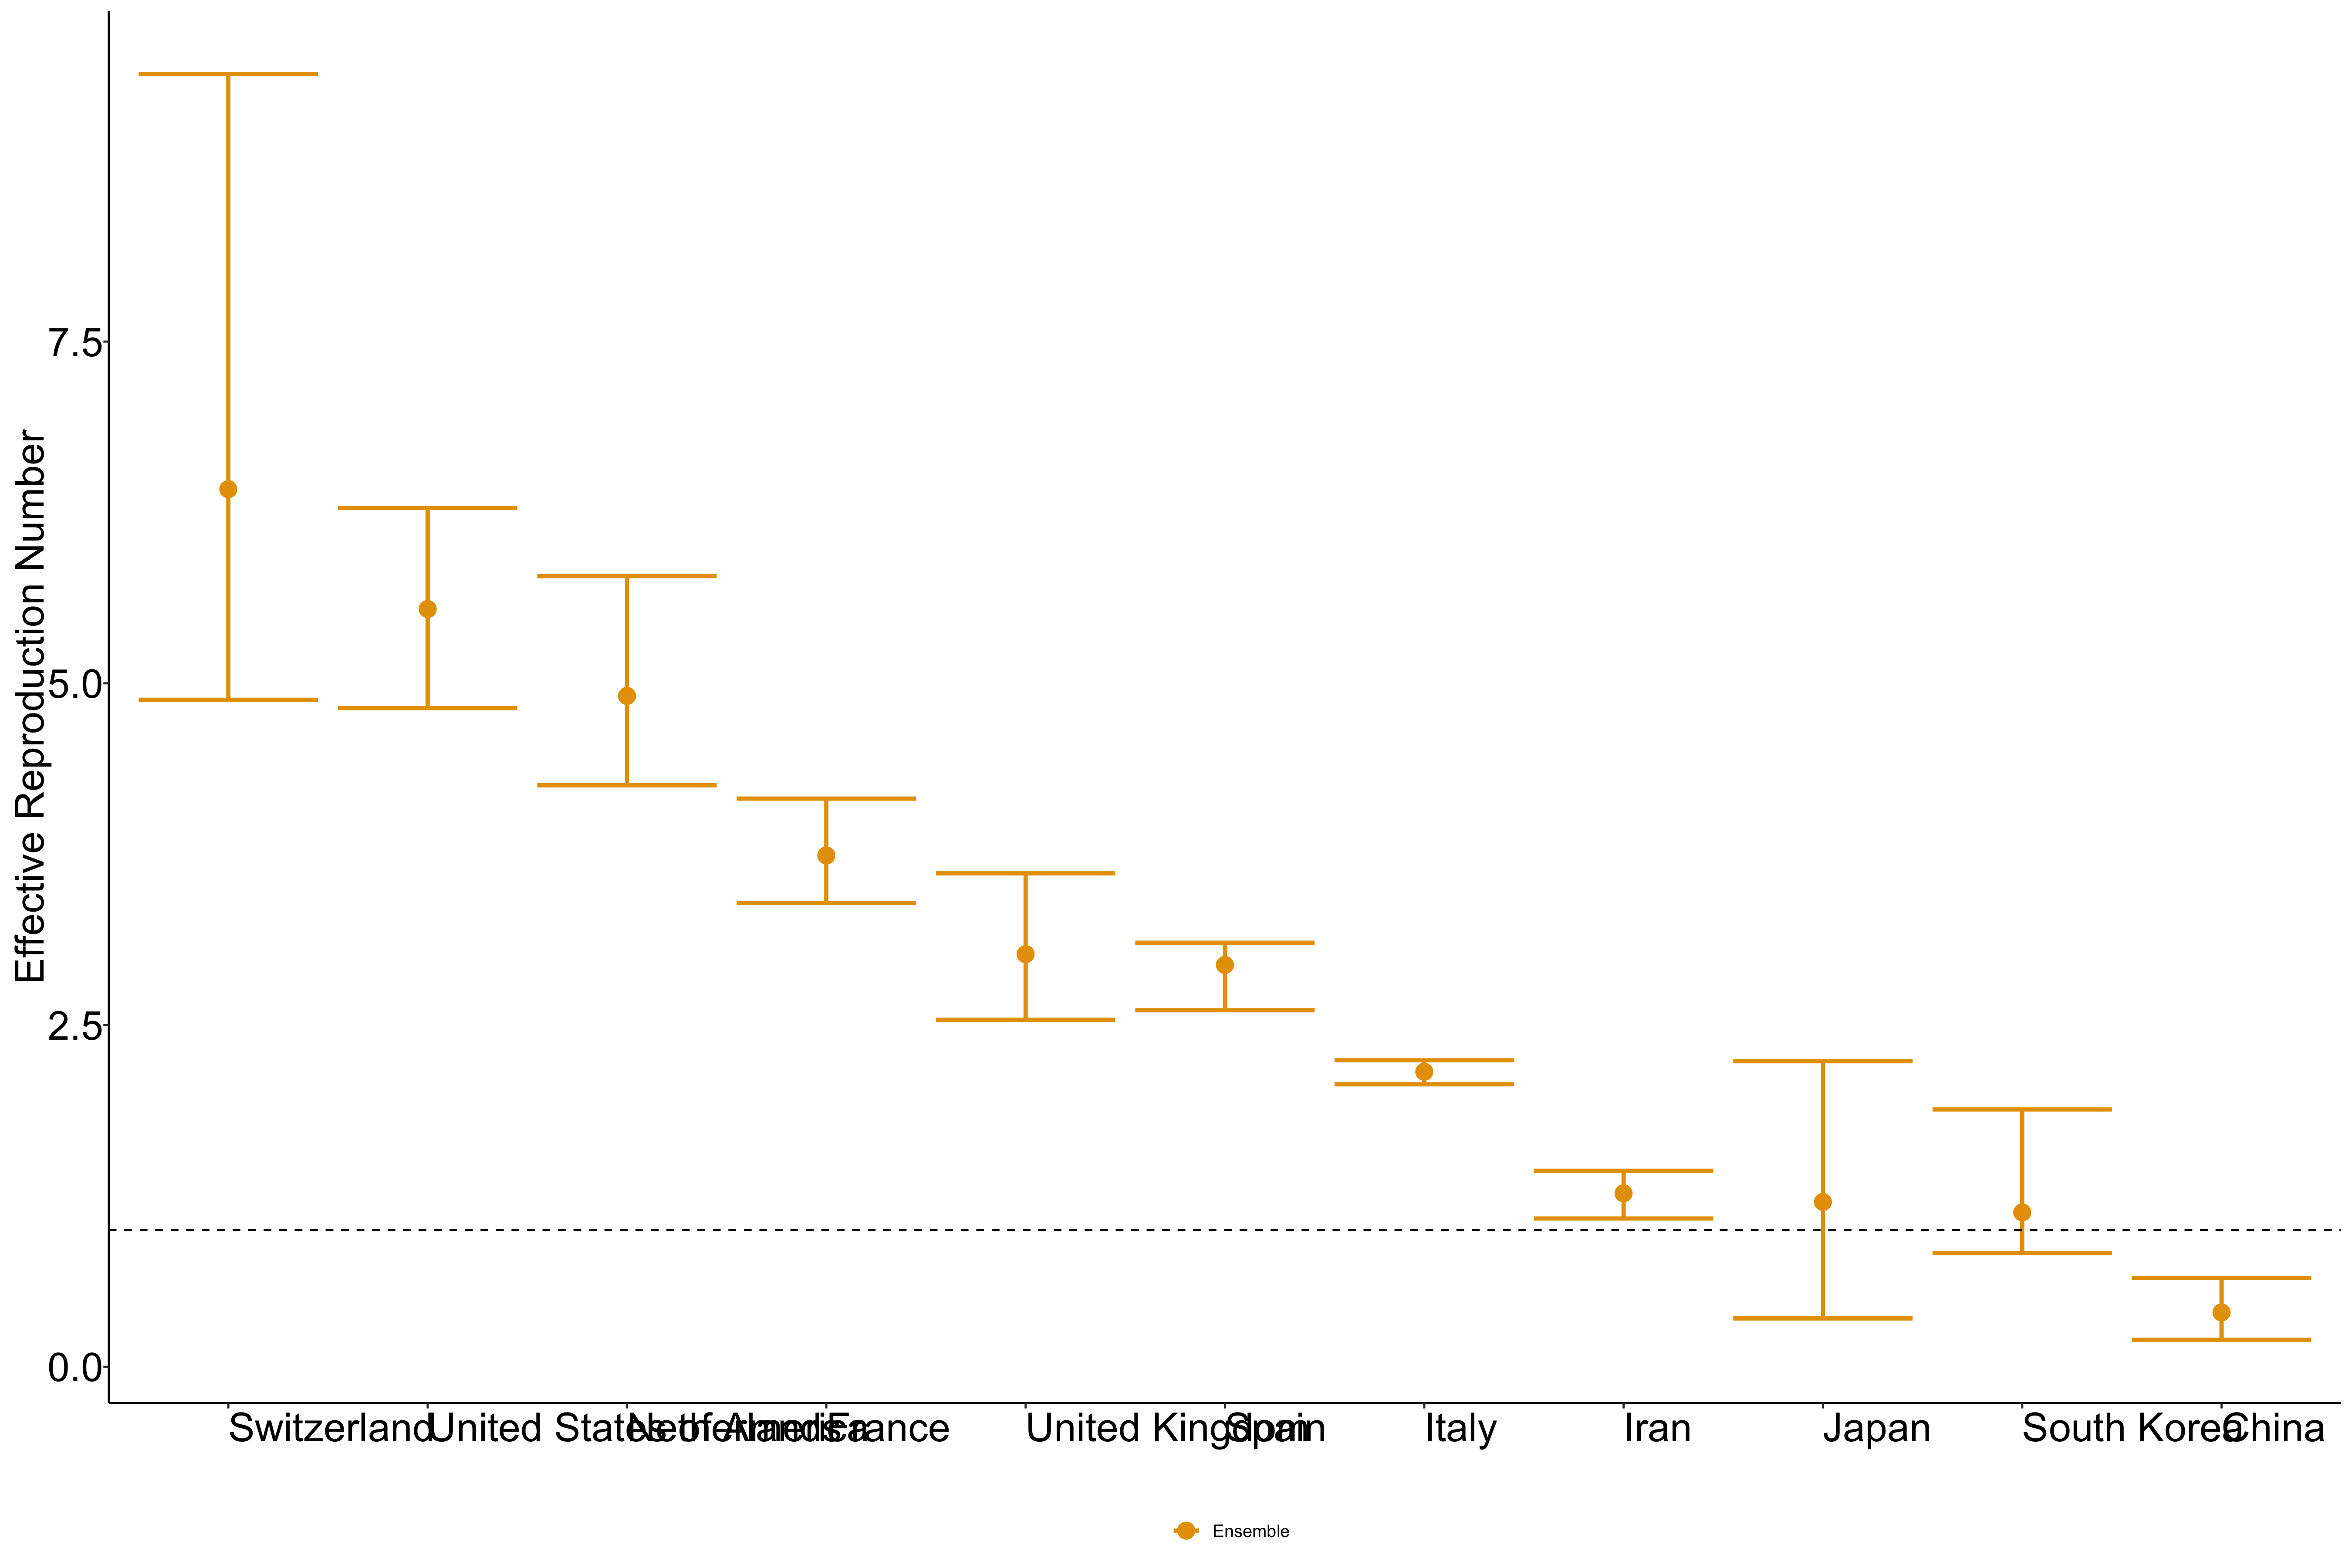 Effective Reproduction Number
7.5
5.0
2.5
0.0
Switzerland
United States of America
Netherlands
France
United Kingdom
Spain
Italy
Iran
Japan
South Korea
China
Ensemble